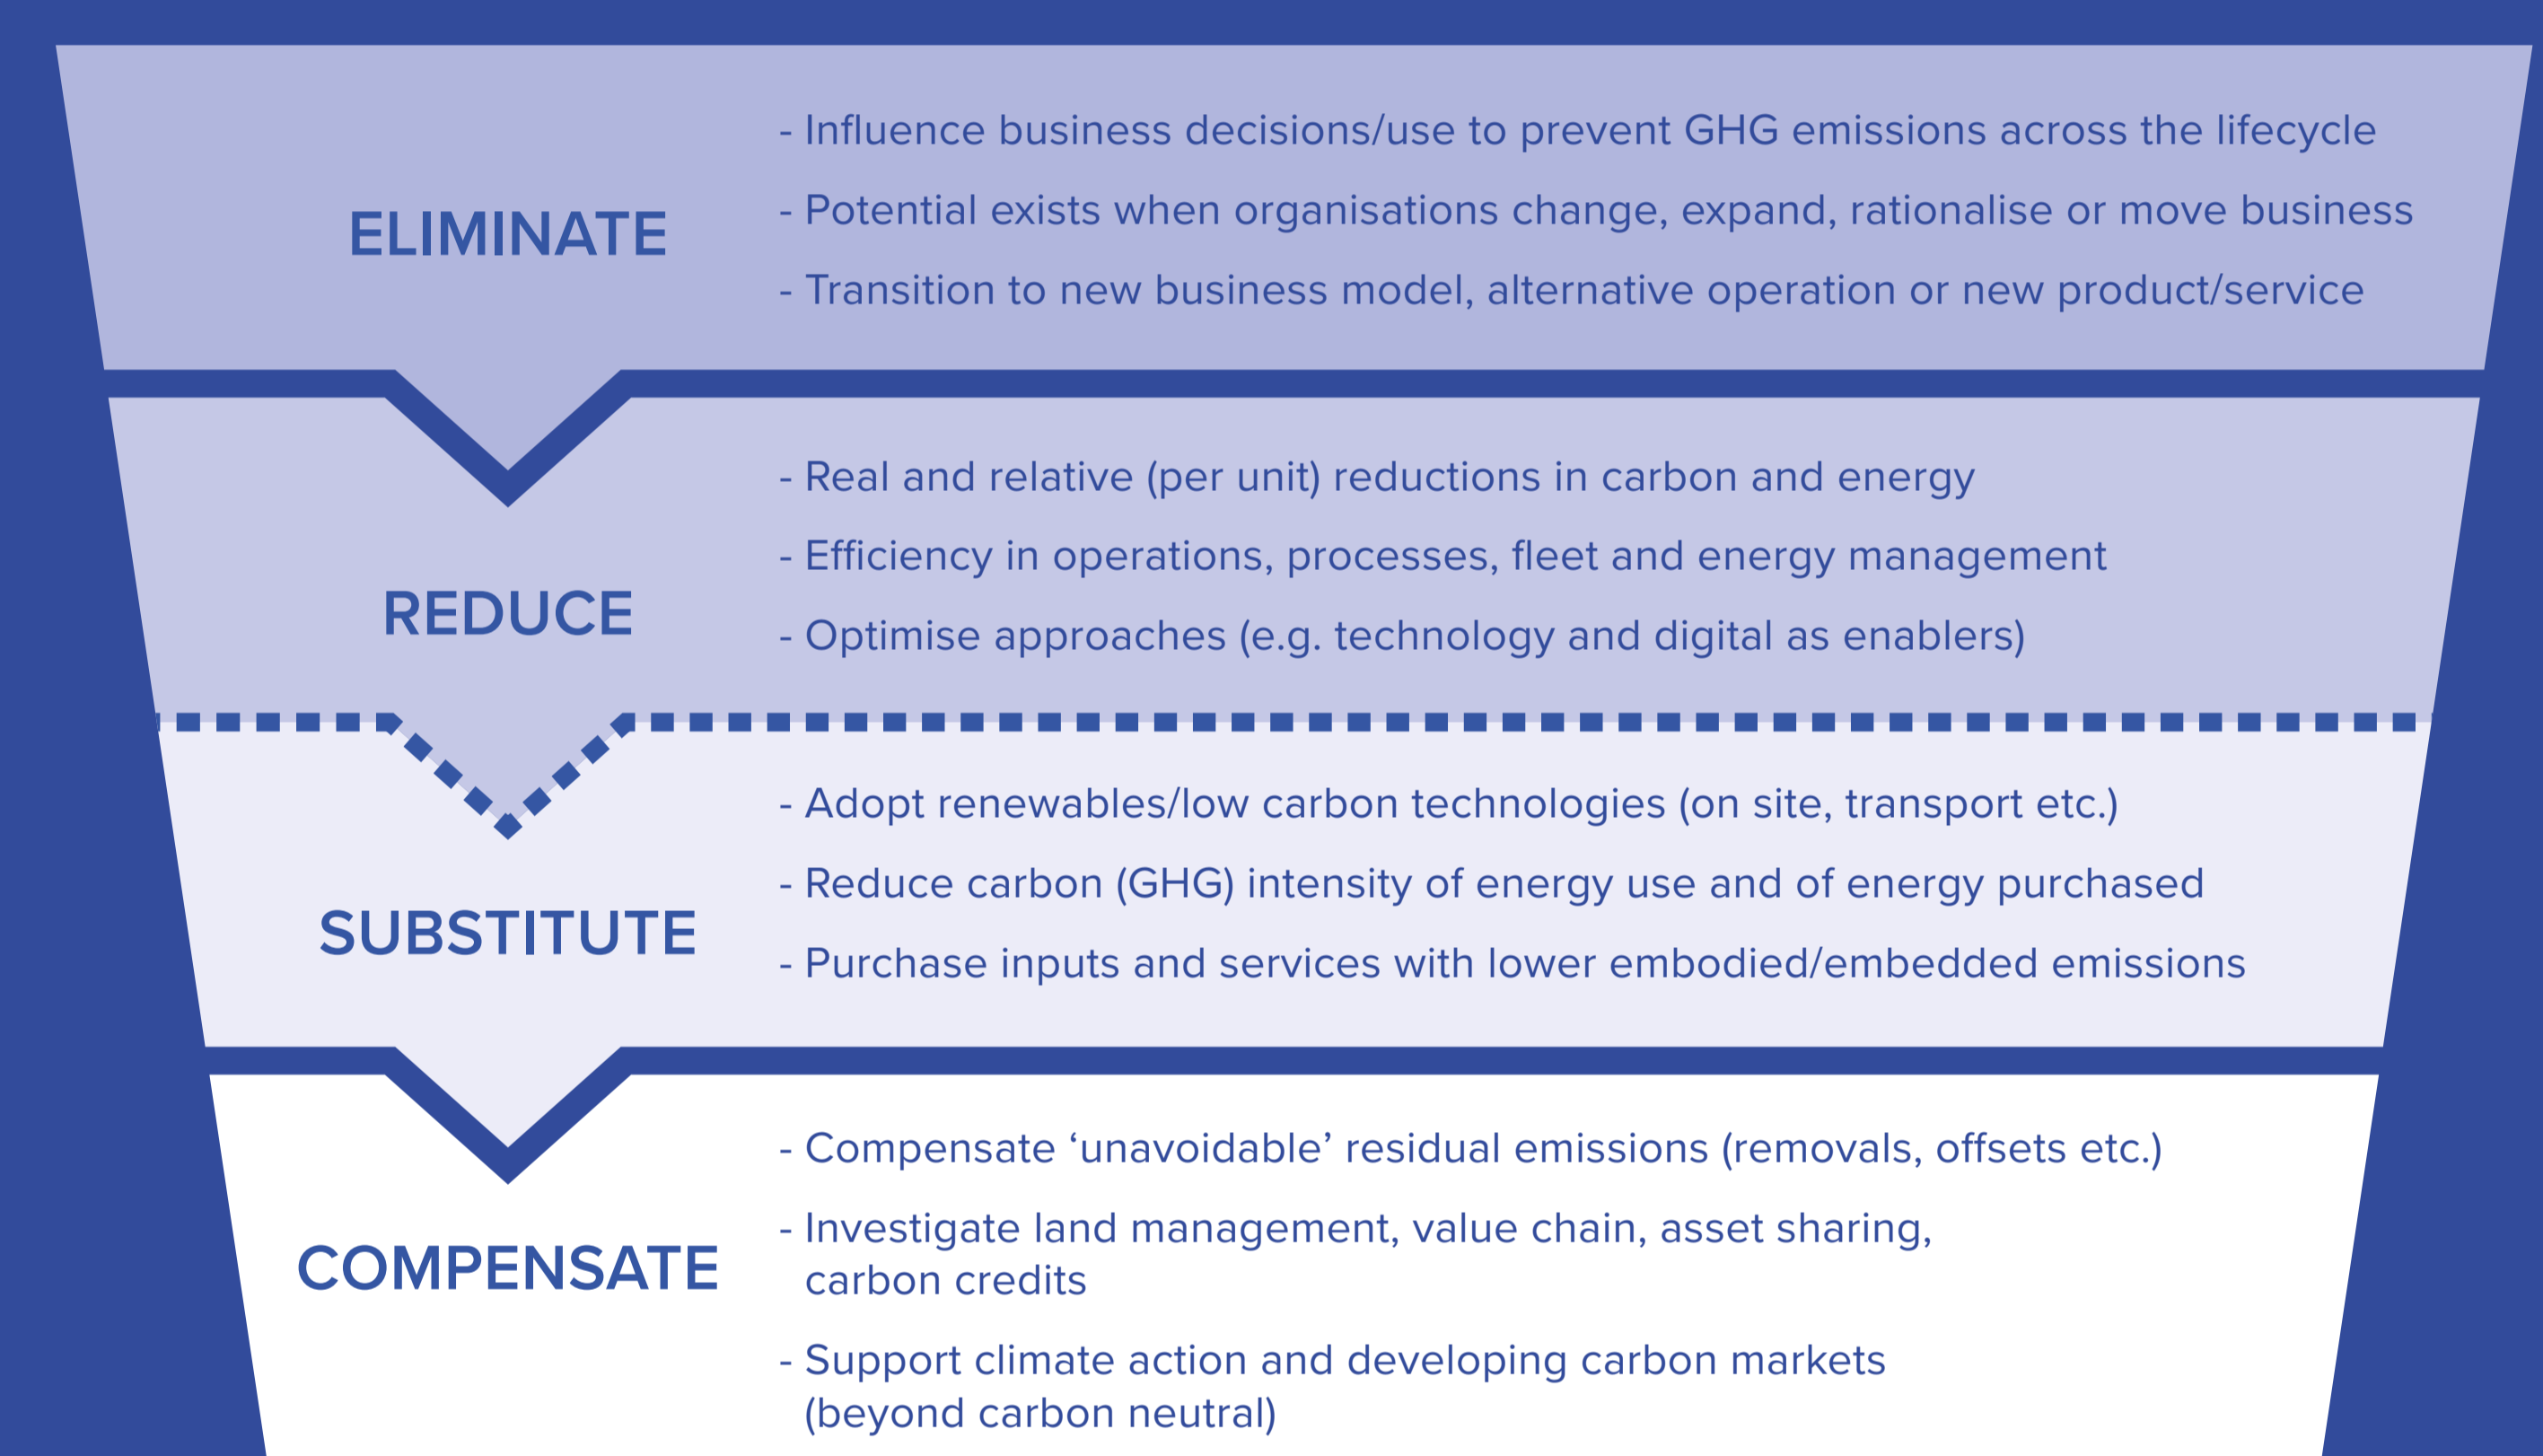 ELIMINATE
- Influence business decisions/use to prevent GHG emissions across the lifecycle
- Potential exists when organisations change, expand, rationalise or move business
- Transition to new business model, alternative operation or new product/service
REDUCE
- Real and relative (per unit) reductions in carbon and energy
- Efficiency in operations, processes, fleet and energy management
- Optimise approaches (e.g. technology and digital as enablers)
SUBSTITUTE
- Adopt renewables/low carbon technologies (on site, transport etc.)
- Reduce carbon (GHG) intensity of energy use and of energy purchased
- Purchase inputs and services with lower embodied/embedded emissions
COMPENSATE
- Compensate ‘unavoidable’ residual emissions (removals, offsets etc.)
- Investigate land management, value chain, asset sharing,
carbon credits
- Support climate action and developing carbon markets
(beyond carbon neutral)